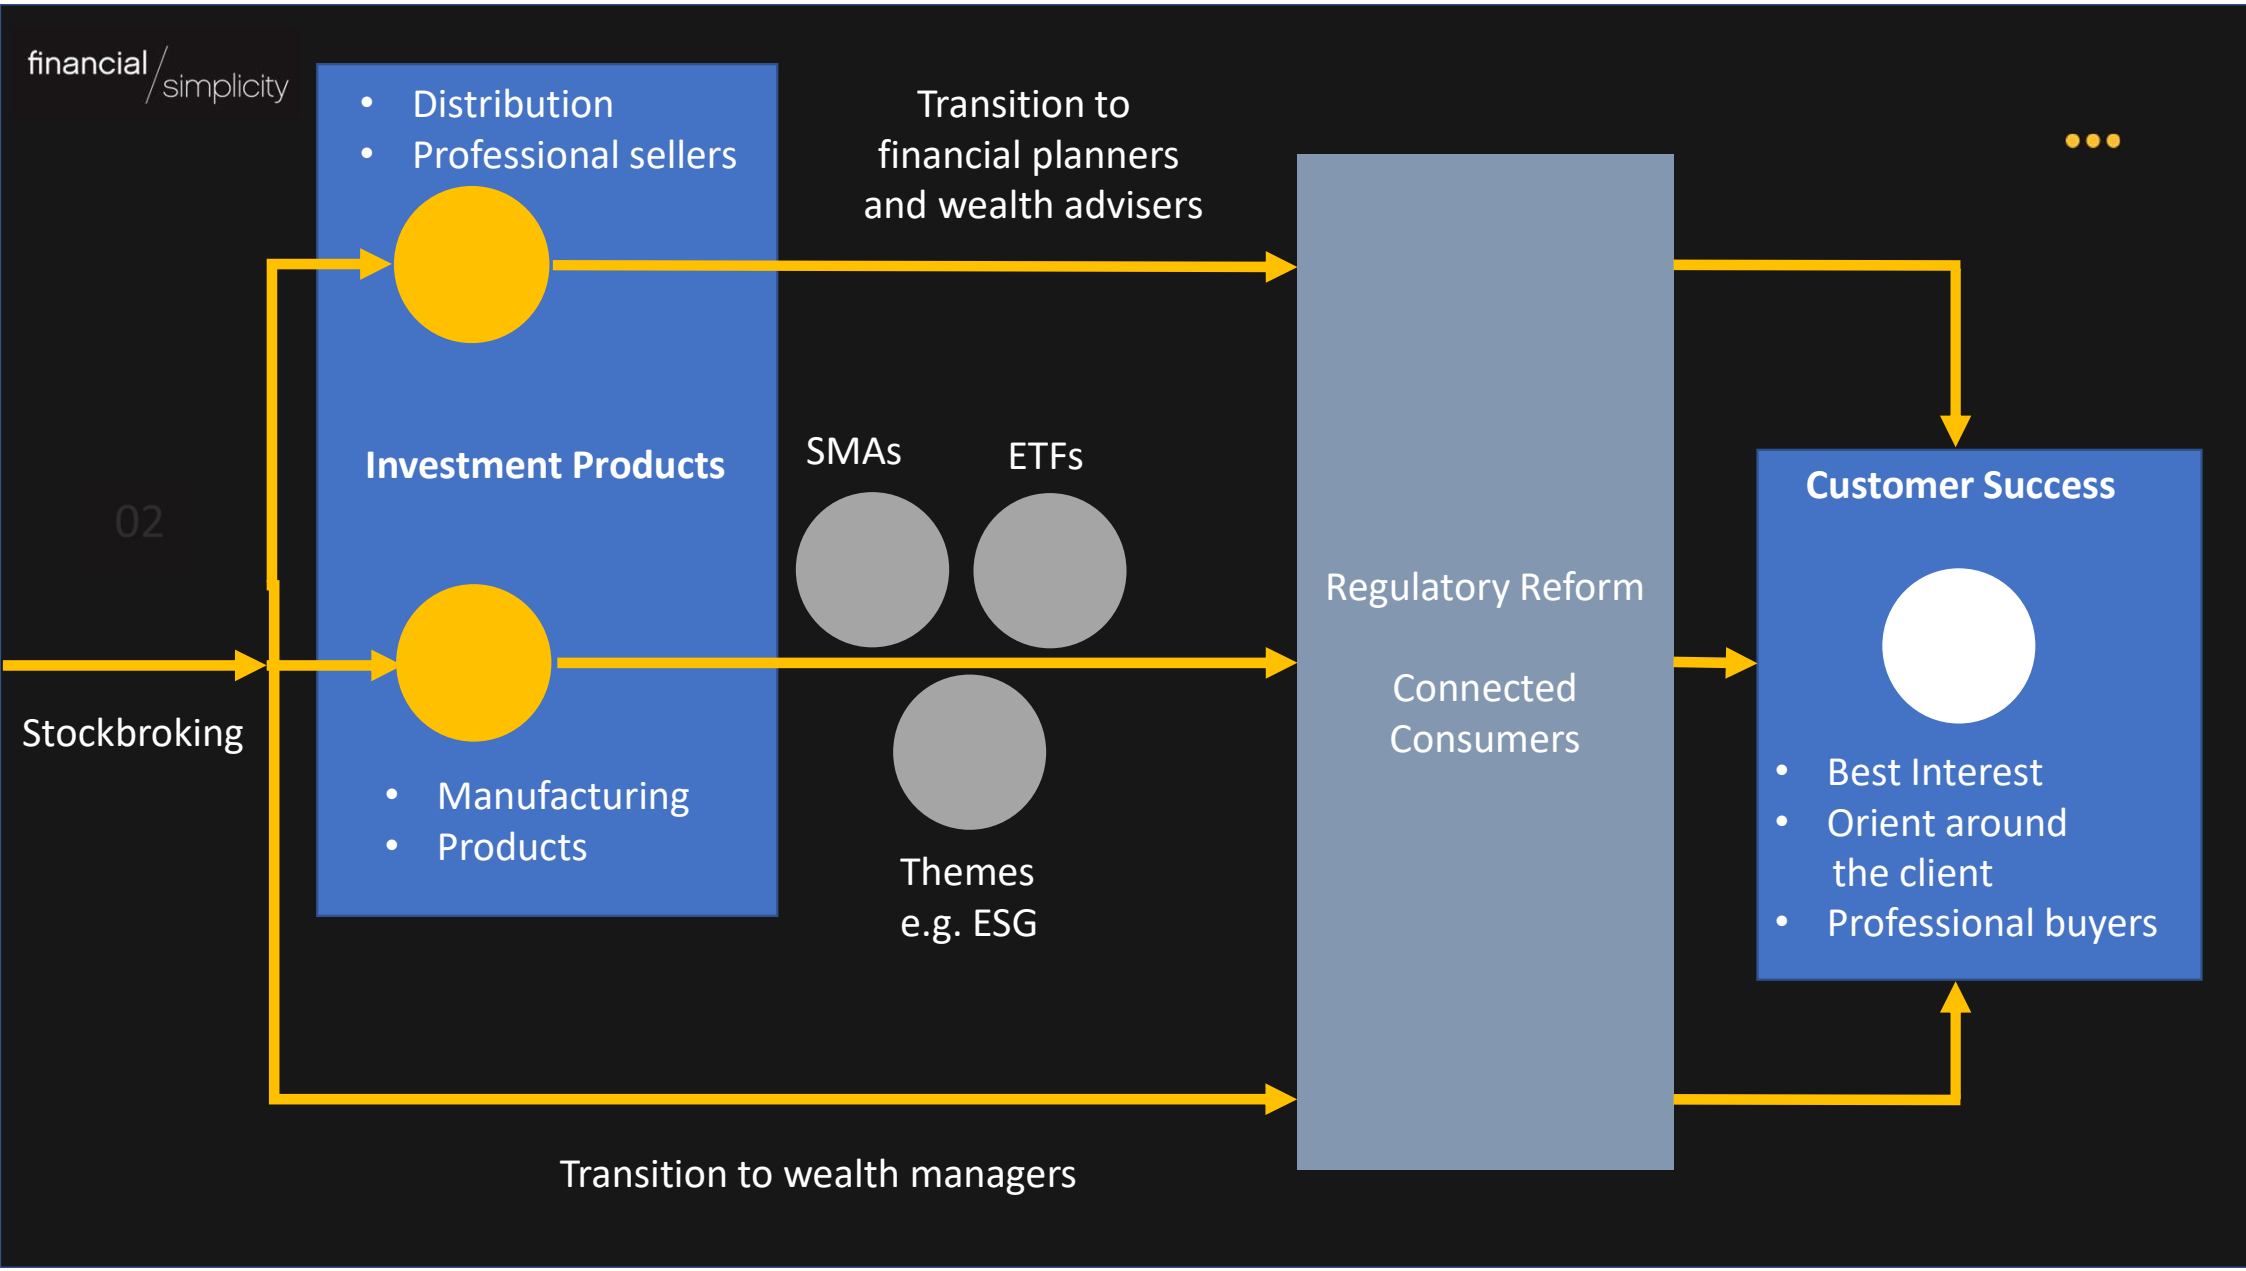 financial/
simplicity
• Distribution
• Professional sellers
Transition to
financial planners
and wealth advisers
Investment Products
SMAs
ETFs
02
Stockbroking
• Manufacturing
• Products
Themes
e.g. ESG
Regulatory Reform
Connected
Consumers
Customer Success
• Best Interest
• Orient around
the client
• Professional buyers
Transition to wealth managers